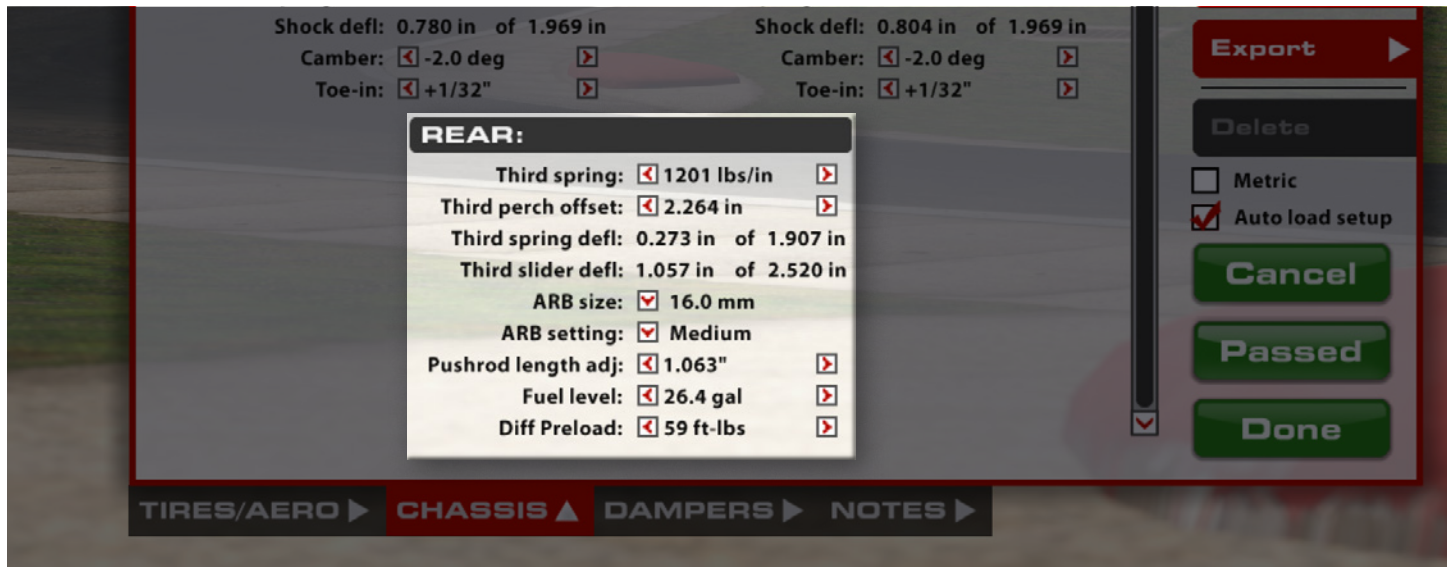 Shock defl: 0.780 in of 1.969 in
Camber: -2.0 deg
Toe-in: +1/32"
Shock defl: 0.804 in of 1.969 in
Camber: -2.0 deg
Toe-in: +1/32"
REAR:
Third spring: 1201 lbs/in
Third perch offset: 2.264 in
Third spring defl: 0.273 in of 1.907 in
Third slider defl: 1.057 in of 2.520 in
ARB size: 16.0 mm
ARB setting: Medium
Pushrod length adj: 1.063"
Fuel level: 26.4 gal
Diff Preload: 59 ft-lbs
Export
Delete
Metric
Auto load setup
Cancel
Passed
Done
TIRES/AERO CHASSIS DAMPERS NOTES